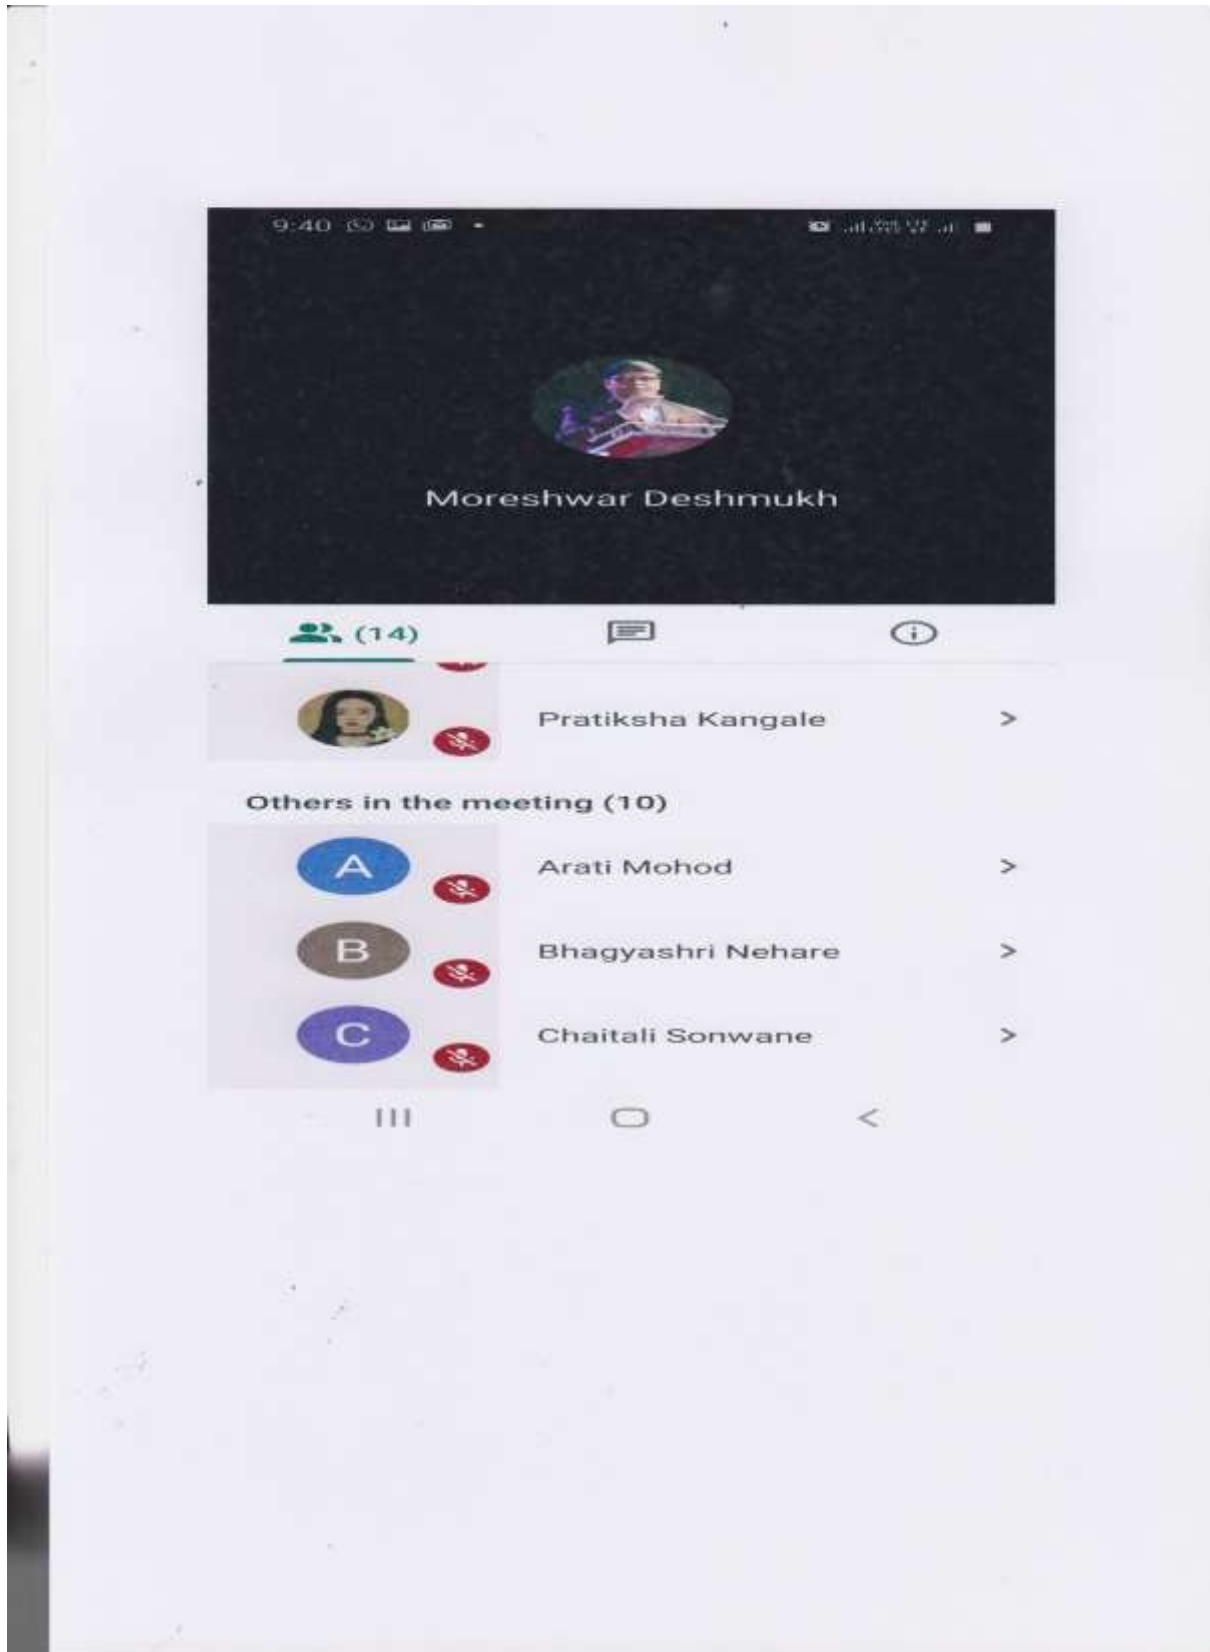 9:40
Moreshwar Deshmukh
(14)
Pratiksha Kangale
Others in the meeting (10)
A Arati Mohod
B Bhagyashri Nehare
C Chaitali Sonwane